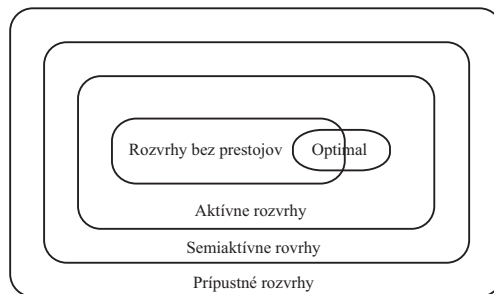 Rozvrhy bez prestojov
Optimal
Aktívne rozvrhy
Semiaktívne rovrhy
Prípustné rozvrhy